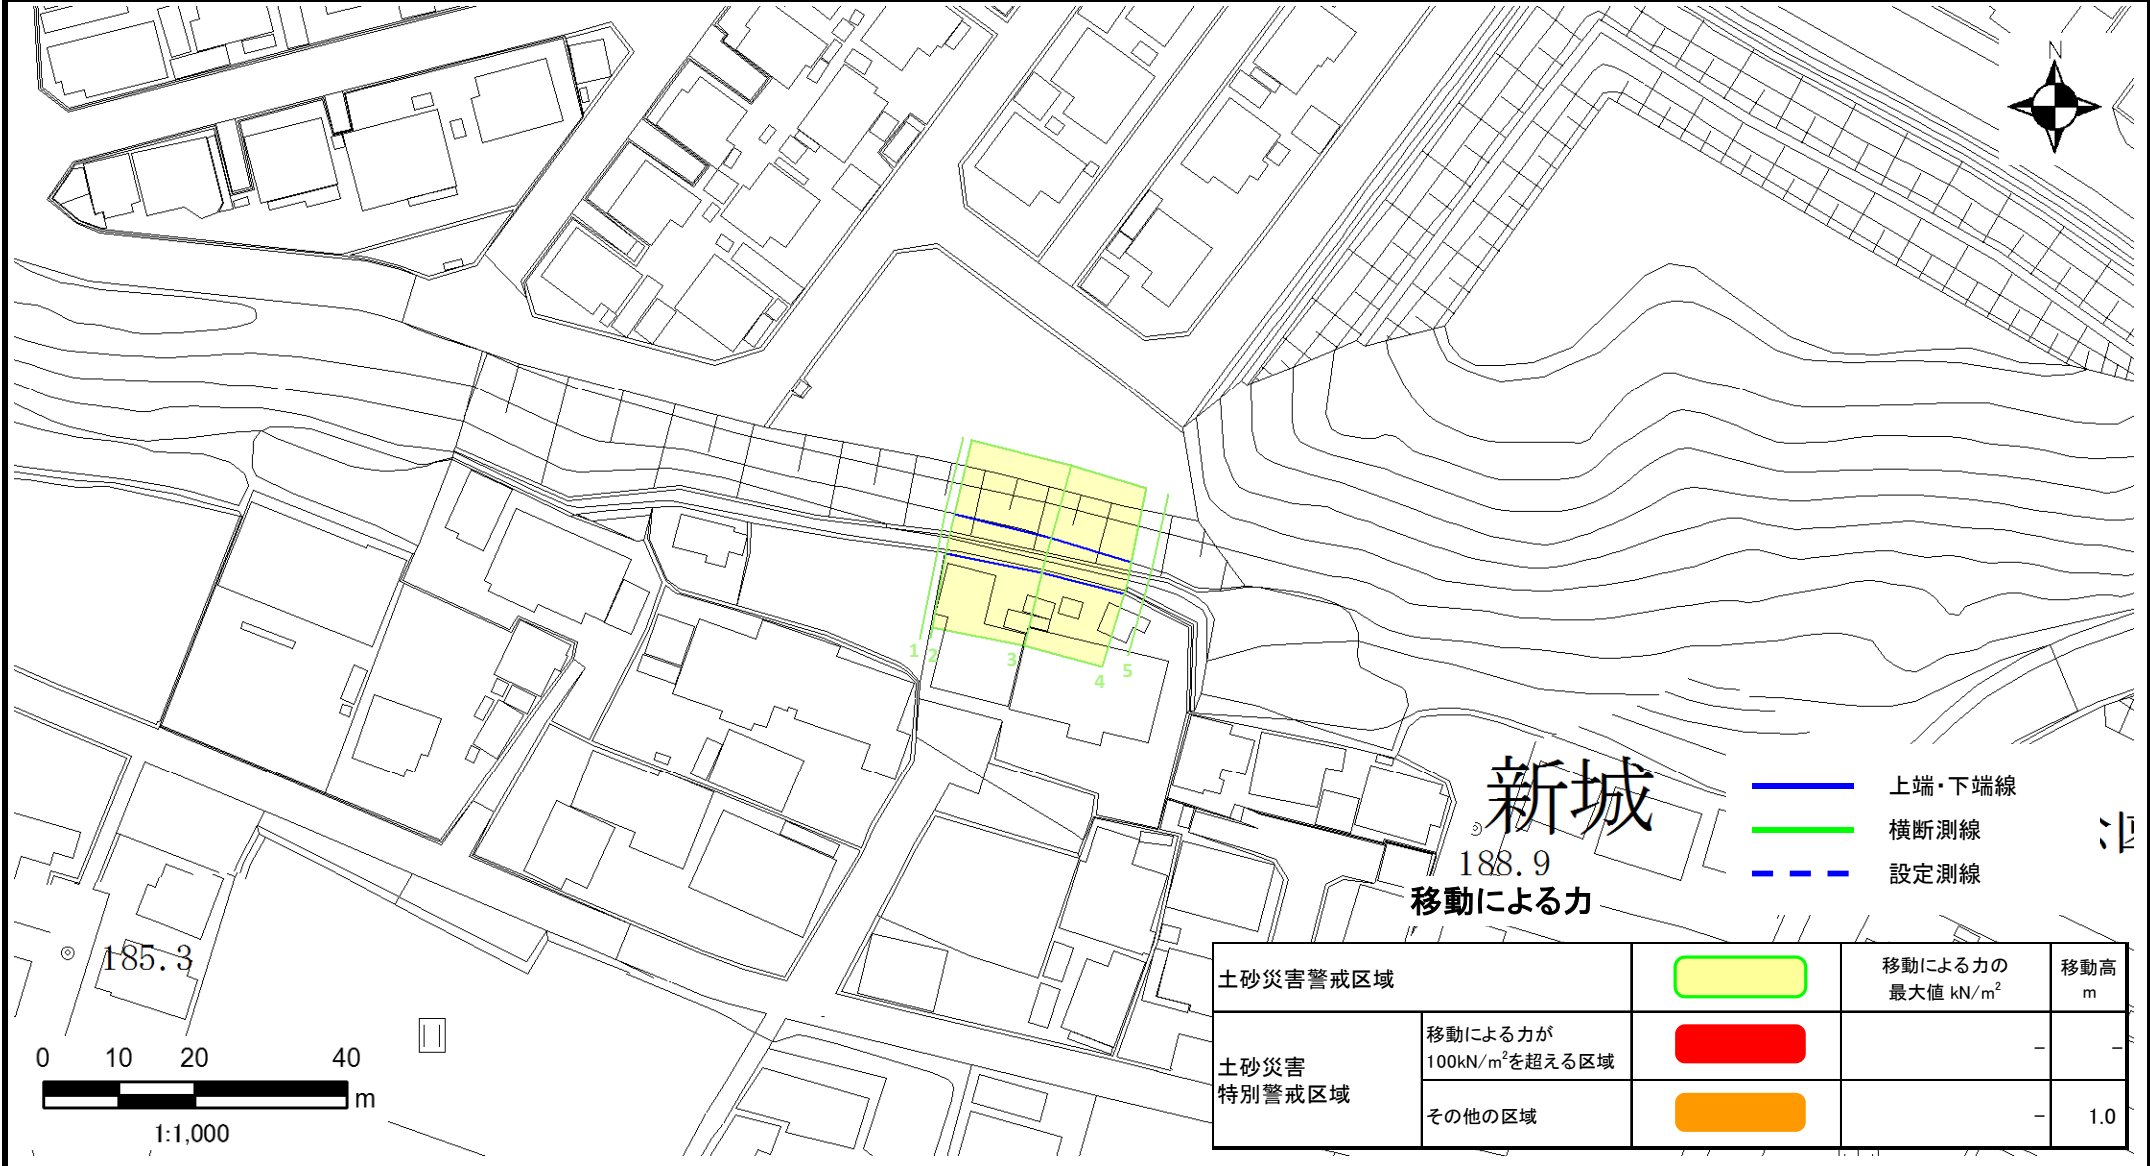 N
1
2
3
4
5
新城
188.9
185.3
上端・下端線
横断測線
設定測線
移動による力
土砂災害警戒区域
移動による力の
最大値 kN/m²
移動高
m
土砂災害
特別警戒区域
移動による力が
100kN/m²を超える区域
-
-
その他の区域
-
1.0
0 10 20 40
m
1:1,000